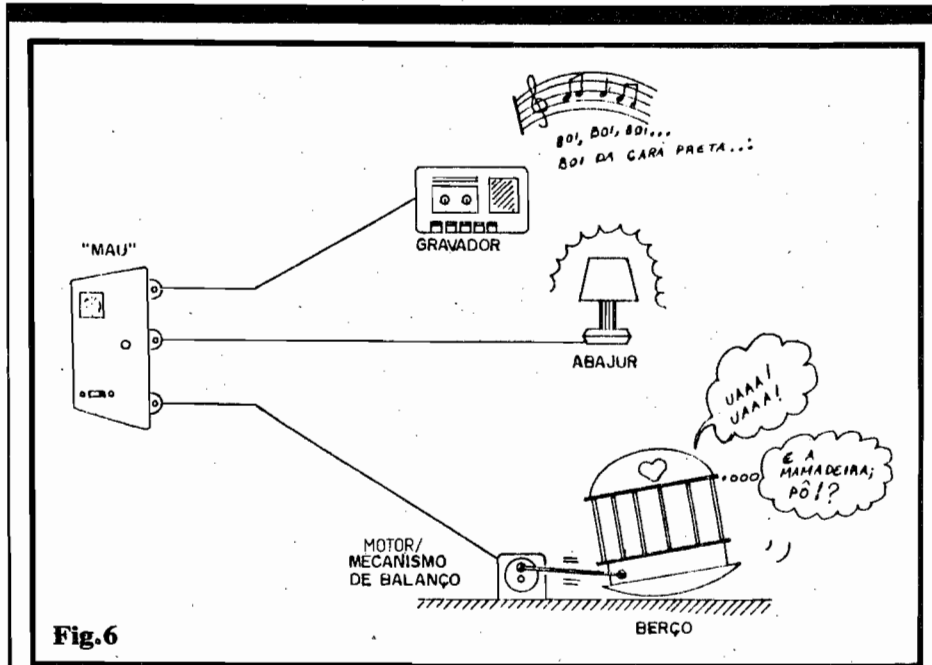 BOI, BOI, BOI...
BOI DA CARA PRETA...
GRAVADOR
"MAU"
ABAJUR
UAAA!
UAAA!
E A
MAMADEIRA;
PÔ!?
MOTOR/
MECANISMO
DE BALANÇO
BERÇO
Fig.6